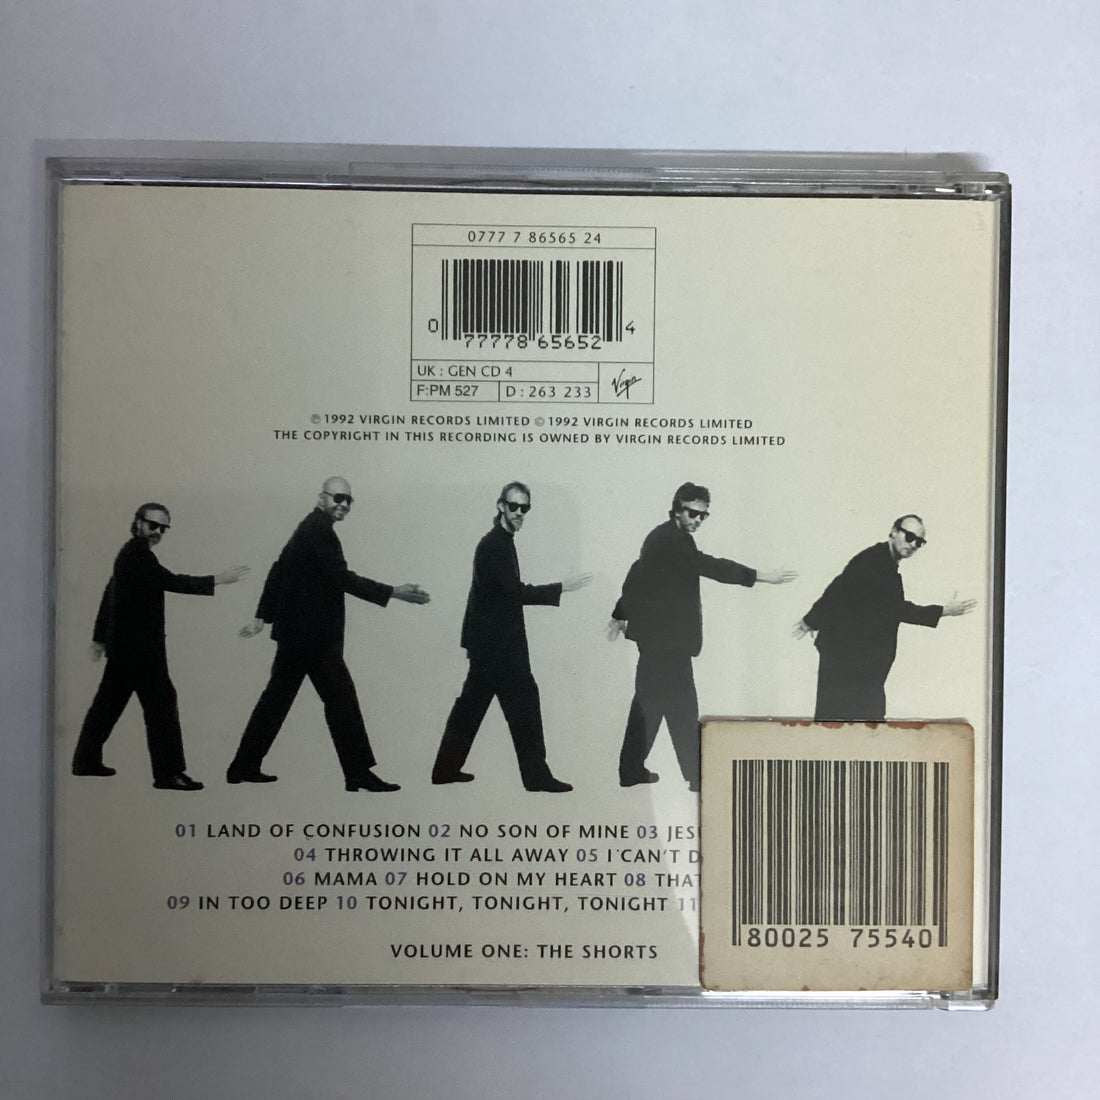 0777 7 86565 24
0 77778 65652 4
UK : GEN CD 4
F:PM 527 D : 263 233 Virgin
℗ 1992 VIRGIN RECORDS LIMITED © 1992 VIRGIN RECORDS LIMITED
THE COPYRIGHT IN THIS RECORDING IS OWNED BY VIRGIN RECORDS LIMITED
01 LAND OF CONFUSION 02 NO SON OF MINE 03 JES
04 THROWING IT ALL AWAY 05 I CAN'T D
06 MAMA 07 HOLD ON MY HEART 08 THAT
09 IN TOO DEEP 10 TONIGHT, TONIGHT, TONIGHT 11
VOLUME ONE: THE SHORTS
80025 75540